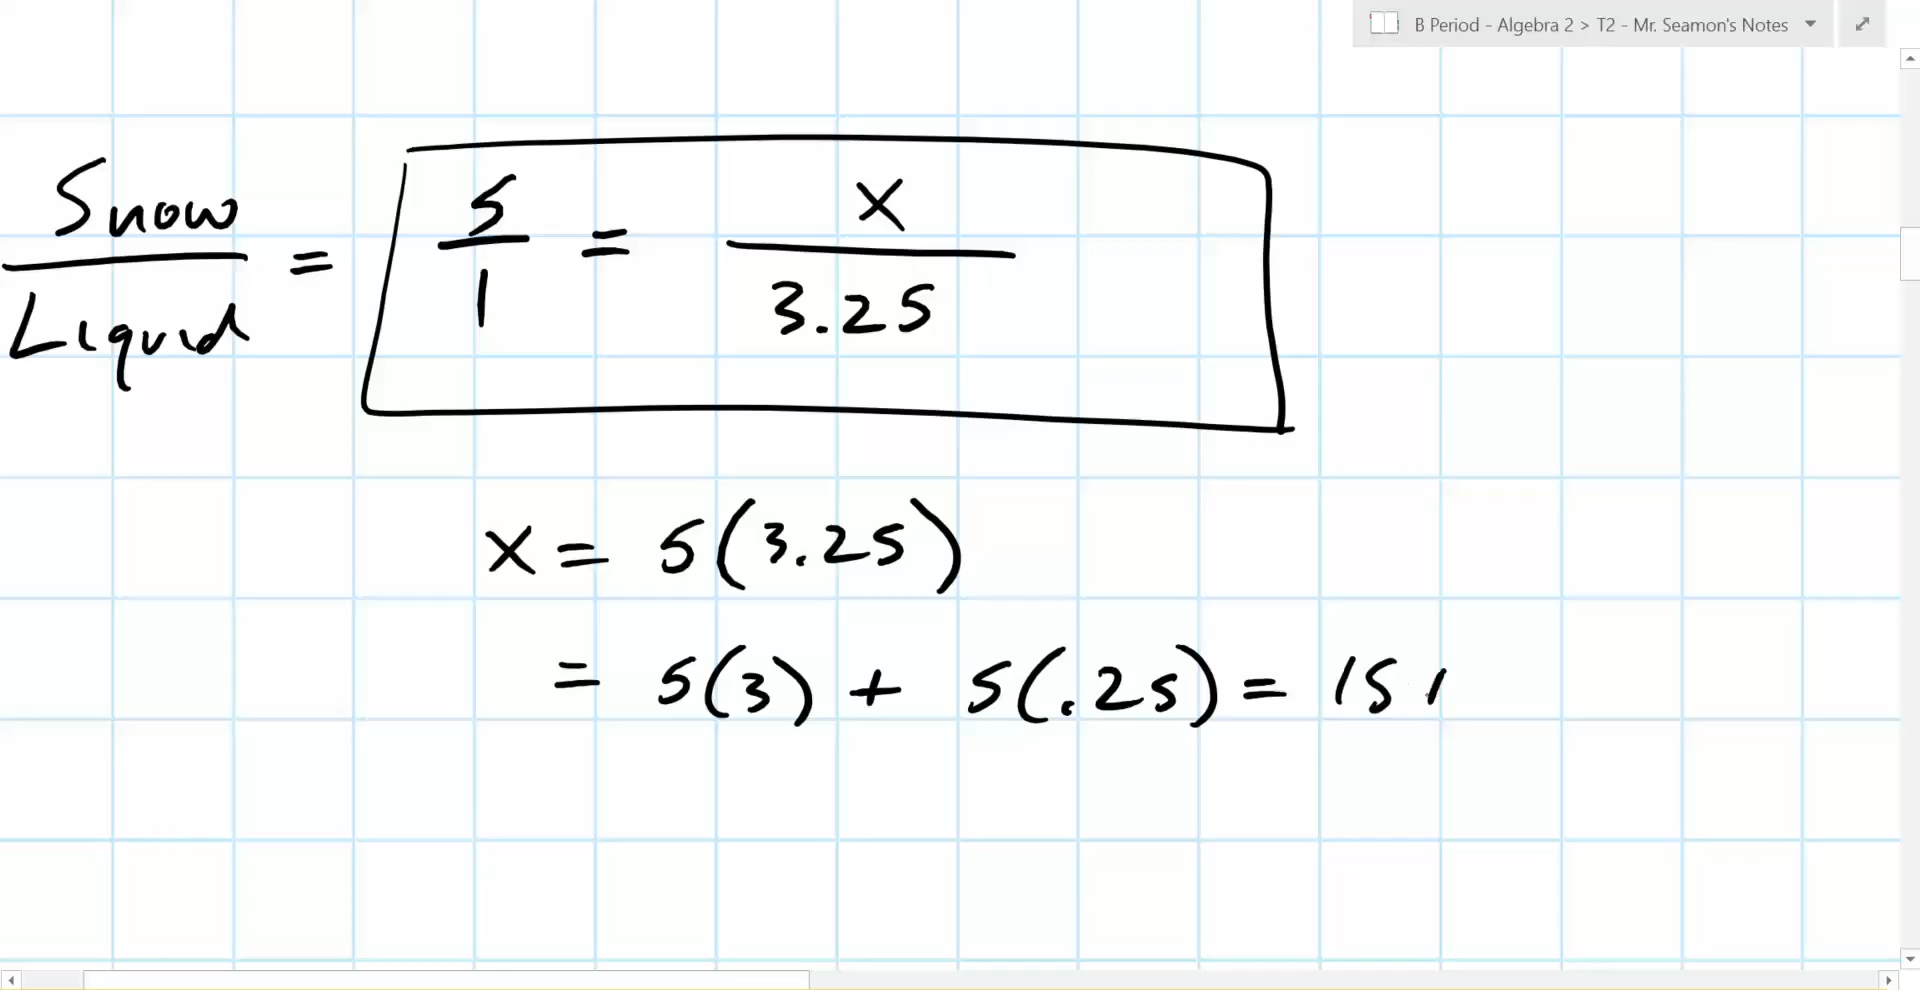 B Period - Algebra 2 > T2 - Mr. Seamon's Notes
Snow/Liquid = 5/1 = x/3.25
x = 5(3.25)
= 5(3) + 5(.25) = 15